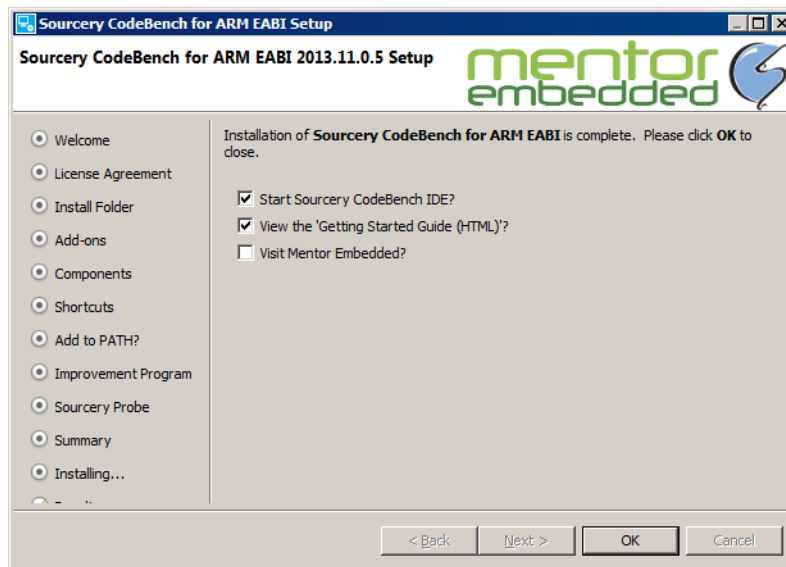 Sourcery CodeBench for ARM EABI Setup
Sourcery CodeBench for ARM EABI 2013.11.0.5 Setup
mentor
embedded
Welcome
License Agreement
Install Folder
Add-ons
Components
Shortcuts
Add to PATH?
Improvement Program
Sourcery Probe
Summary
Installing...
Installation of Sourcery CodeBench for ARM EABI is complete. Please click OK to
close.
Start Sourcery CodeBench IDE?
View the 'Getting Started Guide (HTML)'?
Visit Mentor Embedded?
< Back
Next >
OK
Cancel